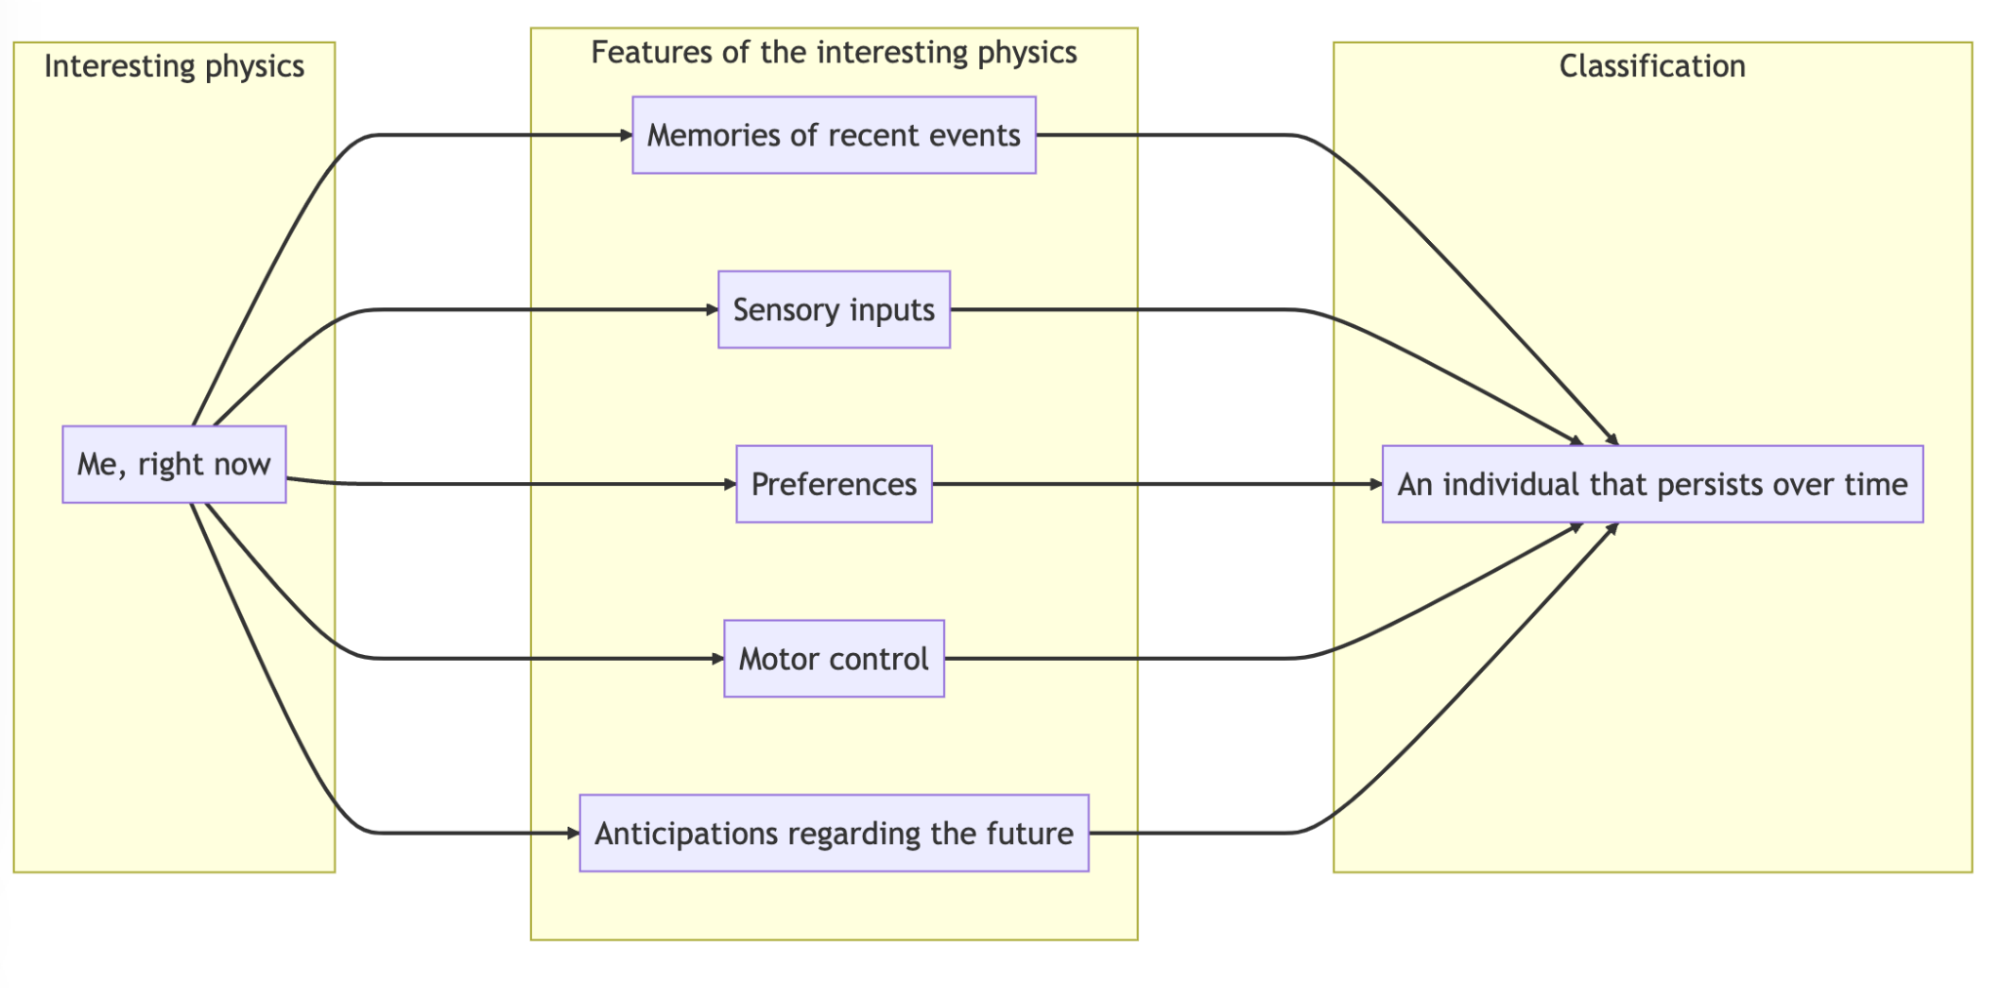 Interesting physics
Me, right now
Features of the interesting physics
Memories of recent events
Sensory inputs
Preferences
Motor control
Anticipations regarding the future
Classification
An individual that persists over time